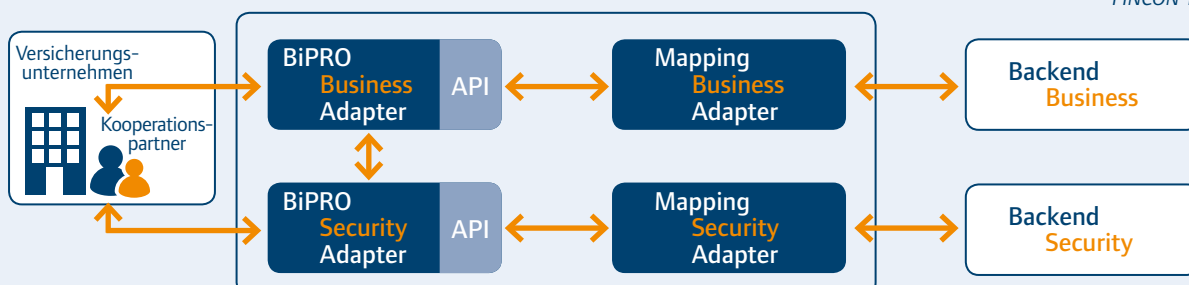 FINCON
Versicherungs-
unternehmen
Kooperations-
partner
BiPRO
Business
Adapter
API
Mapping
Business
Adapter
Backend
Business
BiPRO
Security
Adapter
API
Mapping
Security
Adapter
Backend
Security